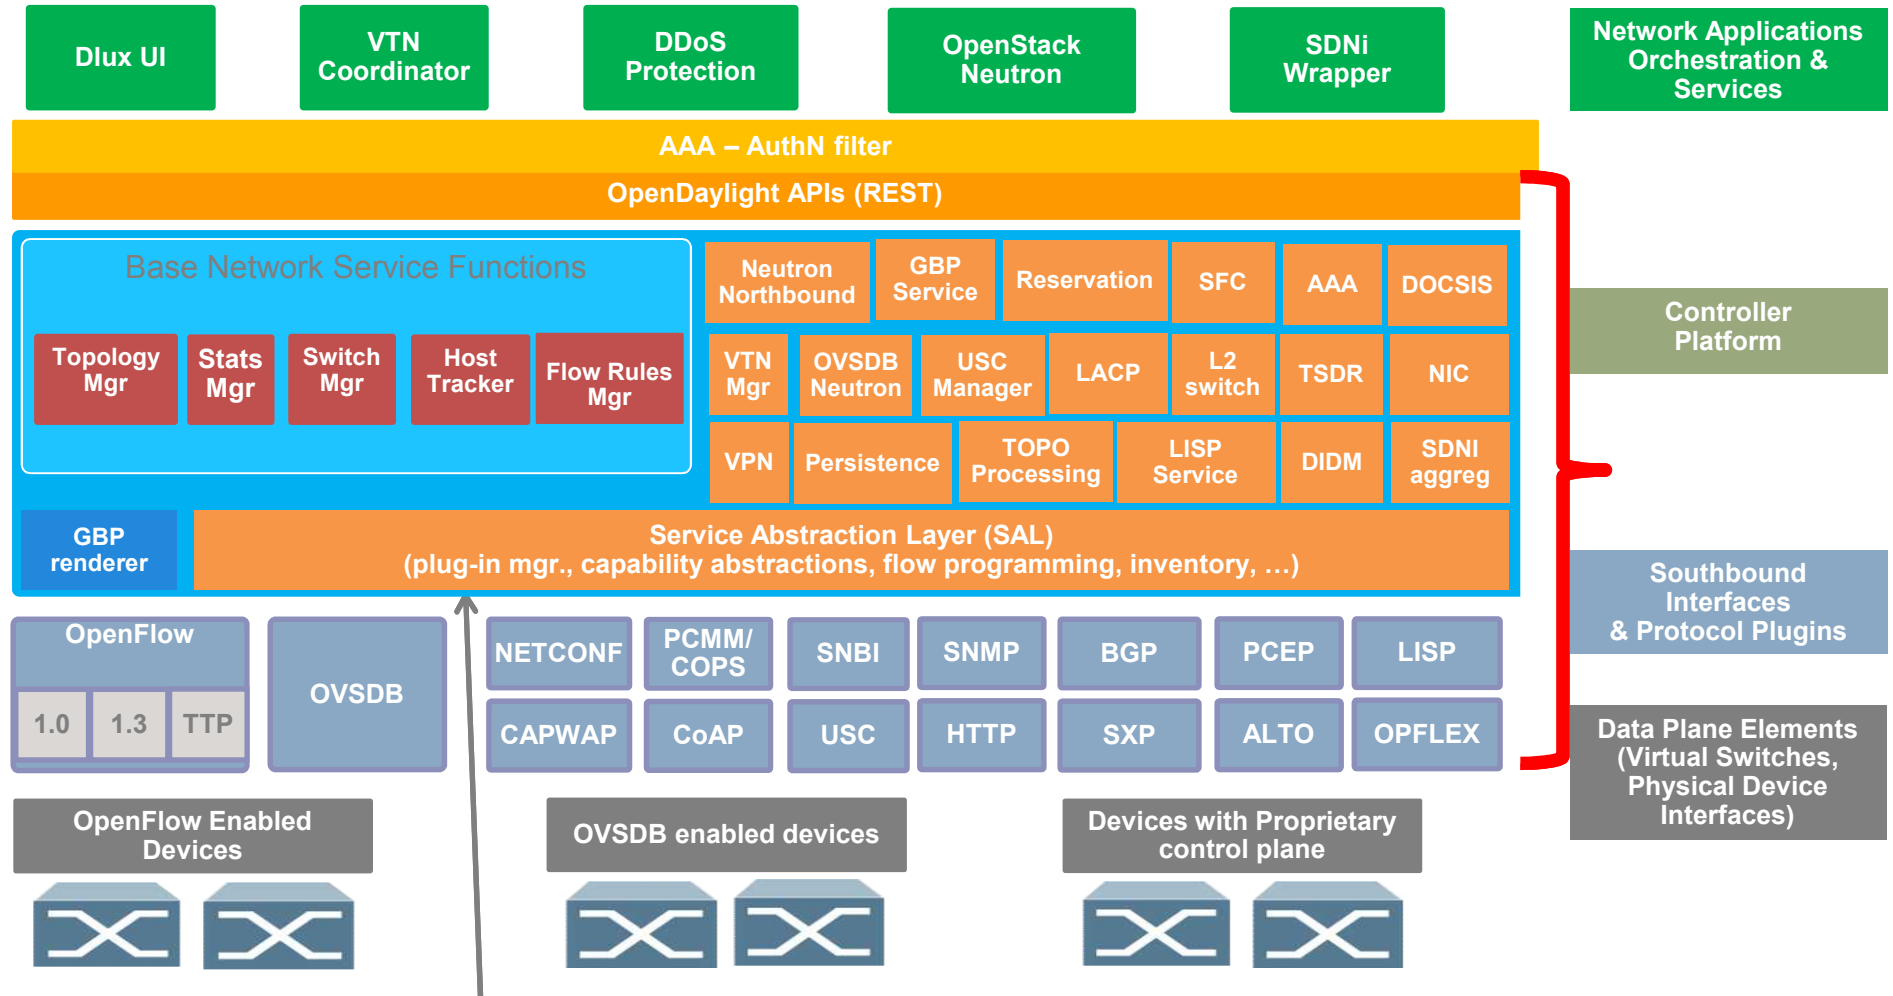 Dlux UI
VTN
Coordinator
DDoS
Protection
OpenStack
Neutron
SDNi
Wrapper
Network Applications
Orchestration &
Services
AAA – AuthN filter
OpenDaylight APIs (REST)
Base Network Service Functions
Topology
Mgr
Stats
Mgr
Switch
Mgr
Host
Tracker
Flow Rules
Mgr
Neutron
Northbound
GBP
Service
Reservation
SFC
AAA
DOCSIS
VTN
Mgr
OVSDB
Neutron
USC
Manager
LACP
L2
switch
TSDR
NIC
VPN
Persistence
TOPO
Processing
LISP
Service
DIDM
SDNI
aggreg
Controller
Platform
GBP
renderer
Service Abstraction Layer (SAL)
(plug-in mgr., capability abstractions, flow programming, inventory, …)
Southbound
Interfaces
& Protocol Plugins
OpenFlow
1.0
1.3
TTP
OVSDB
NETCONF
PCMM/
COPS
SNBI
SNMP
BGP
PCEP
LISP
CAPWAP
CoAP
USC
HTTP
SXP
ALTO
OPFLEX
Data Plane Elements
(Virtual Switches,
Physical Device
Interfaces)
OpenFlow Enabled
Devices
OVSDB enabled devices
Devices with Proprietary
control plane